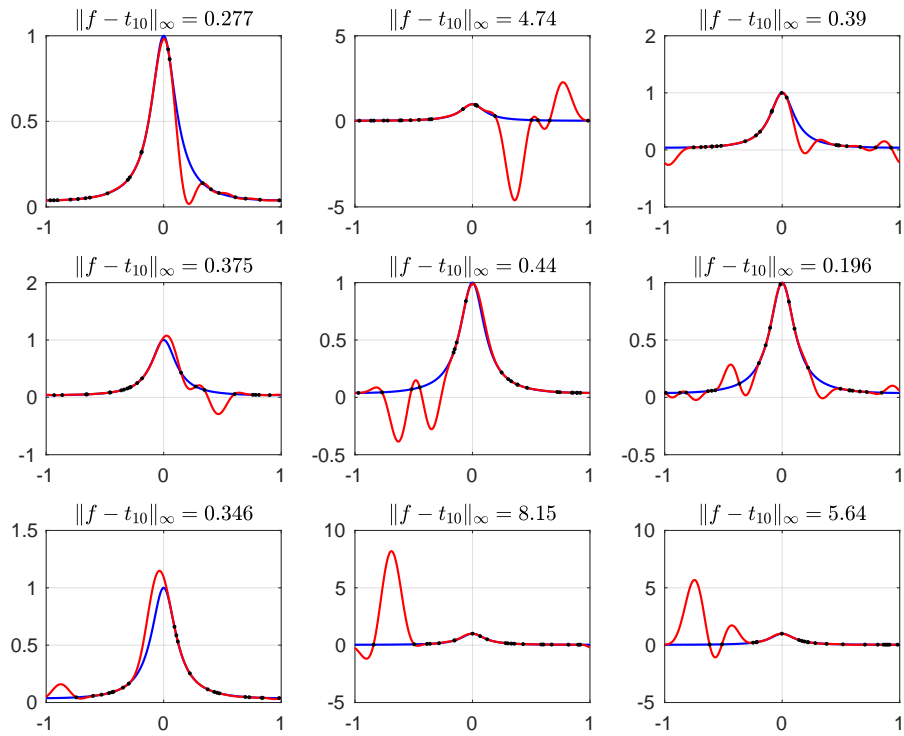 ‖f − t₁₀‖∞ = 0.277
‖f − t₁₀‖∞ = 4.74
‖f − t₁₀‖∞ = 0.39
1
0.5
0
-1 0 1
5
0
-5
-1 0 1
2
1
0
-1
-1 0 1
‖f − t₁₀‖∞ = 0.375
‖f − t₁₀‖∞ = 0.44
‖f − t₁₀‖∞ = 0.196
2
1
0
-1
-1 0 1
1
0.5
0
-0.5
-1 0 1
1
0.5
0
-0.5
-1 0 1
‖f − t₁₀‖∞ = 0.346
‖f − t₁₀‖∞ = 8.15
‖f − t₁₀‖∞ = 5.64
1.5
1
0.5
0
-1 0 1
10
5
0
-5
-1 0 1
10
5
0
-5
-1 0 1